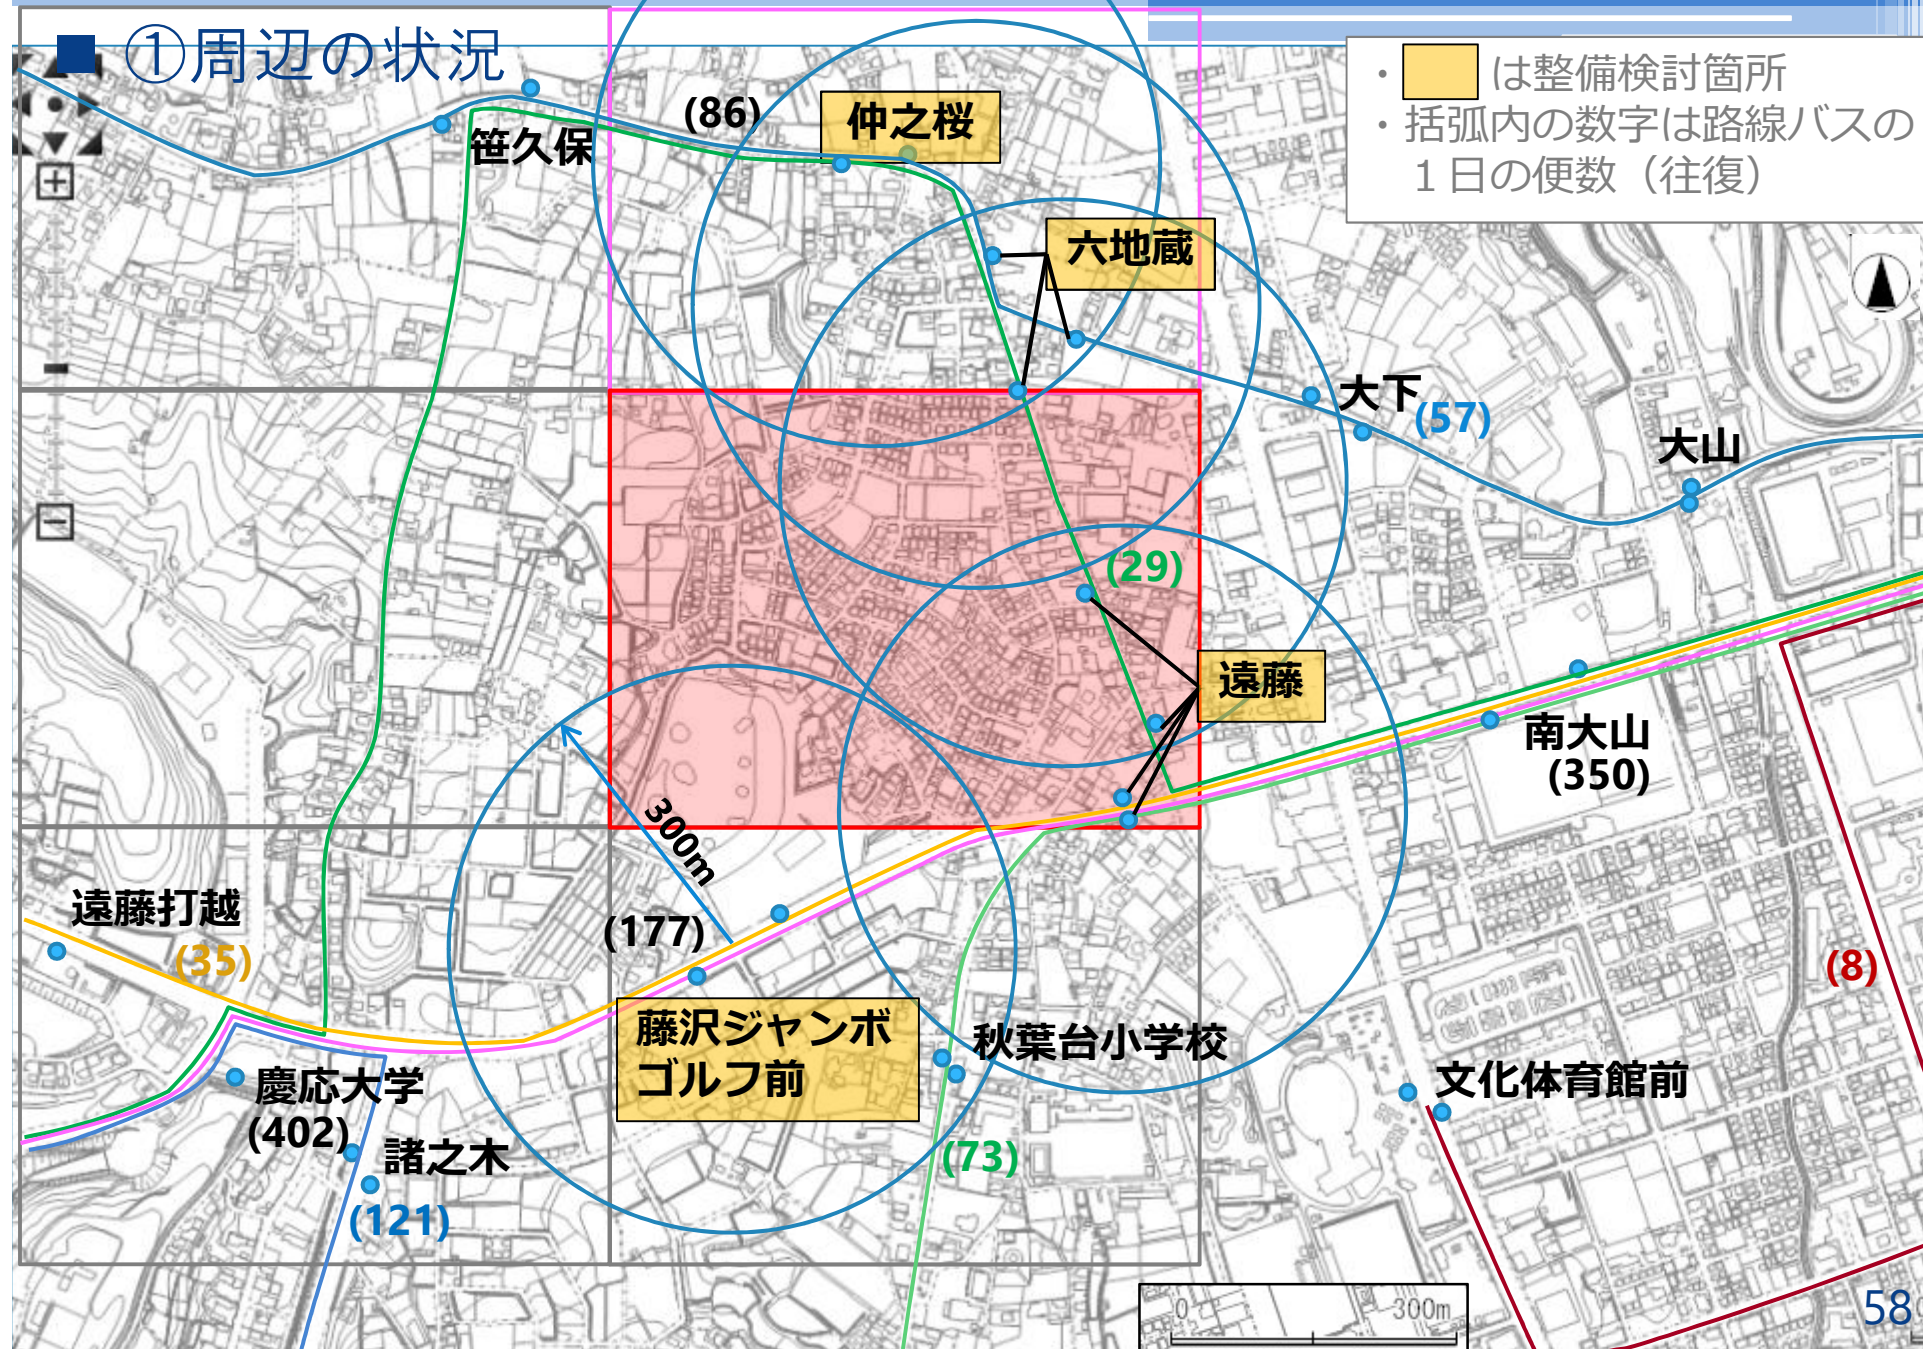 ■ ①周辺の状況
・ は整備検討箇所
・括弧内の数字は路線バスの
１日の便数（往復）
(86)
仲之桜
笹久保
六地蔵
大下
(57)
大山
(29)
遠藤
南大山
(350)
300m
遠藤打越
(35)
(177)
(8)
藤沢ジャンボ
ゴルフ前
秋葉台小学校
慶応大学
(402)
文化体育館前
諸之木
(73)
(121)
0 300m
58